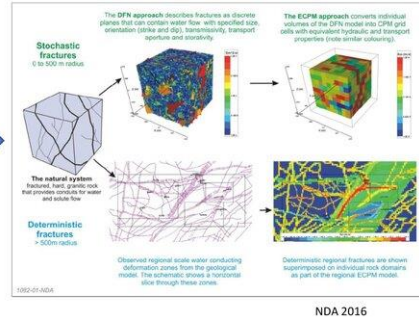 The DFN approach describes fractures as discrete
planes that can contain water flow with specified size,
orientation (strike and dip), transmissivity, transport
aperture and storativity.
The ECPM approach converts individual
volumes of the DFN model into CPM grid
cells with equivalent hydraulic and transport
properties (note similar colouring).
Stochastic
fractures
0 to 500 m radius
The natural system
fractured, hard, granitic rock
that provides conduits for water
and solute flow
Deterministic
fractures
> 500m radius
Observed regional scale water conducting
deformation zones from the geological
model. The schematic shows a horizontal
slice through these zones.
Deterministic regional fractures are shown
superimposed on individual rock domains
as part of the regional ECPM model.
1062-01-NDA
NDA 2016